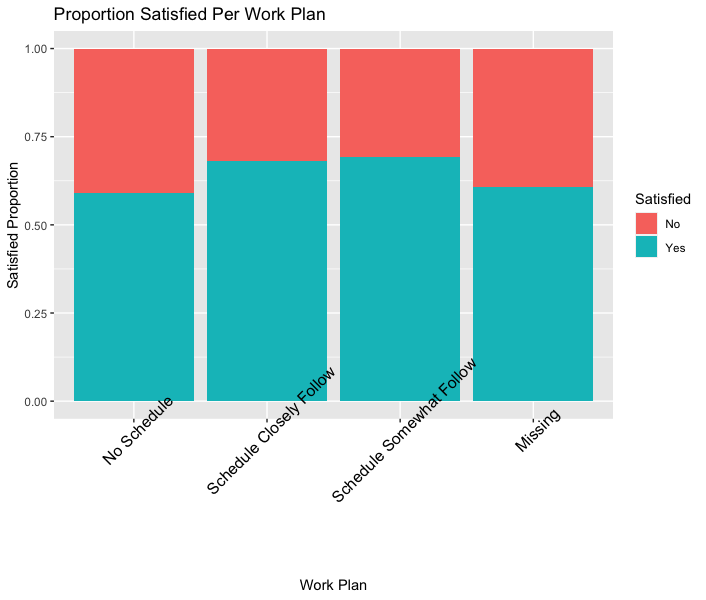 Proportion Satisfied Per Work Plan
1.00
0.75
0.50
0.25
0.00
Satisfied Proportion
No Schedule
Schedule Closely Follow
Schedule Somewhat Follow
Missing
Work Plan
Satisfied
No
Yes